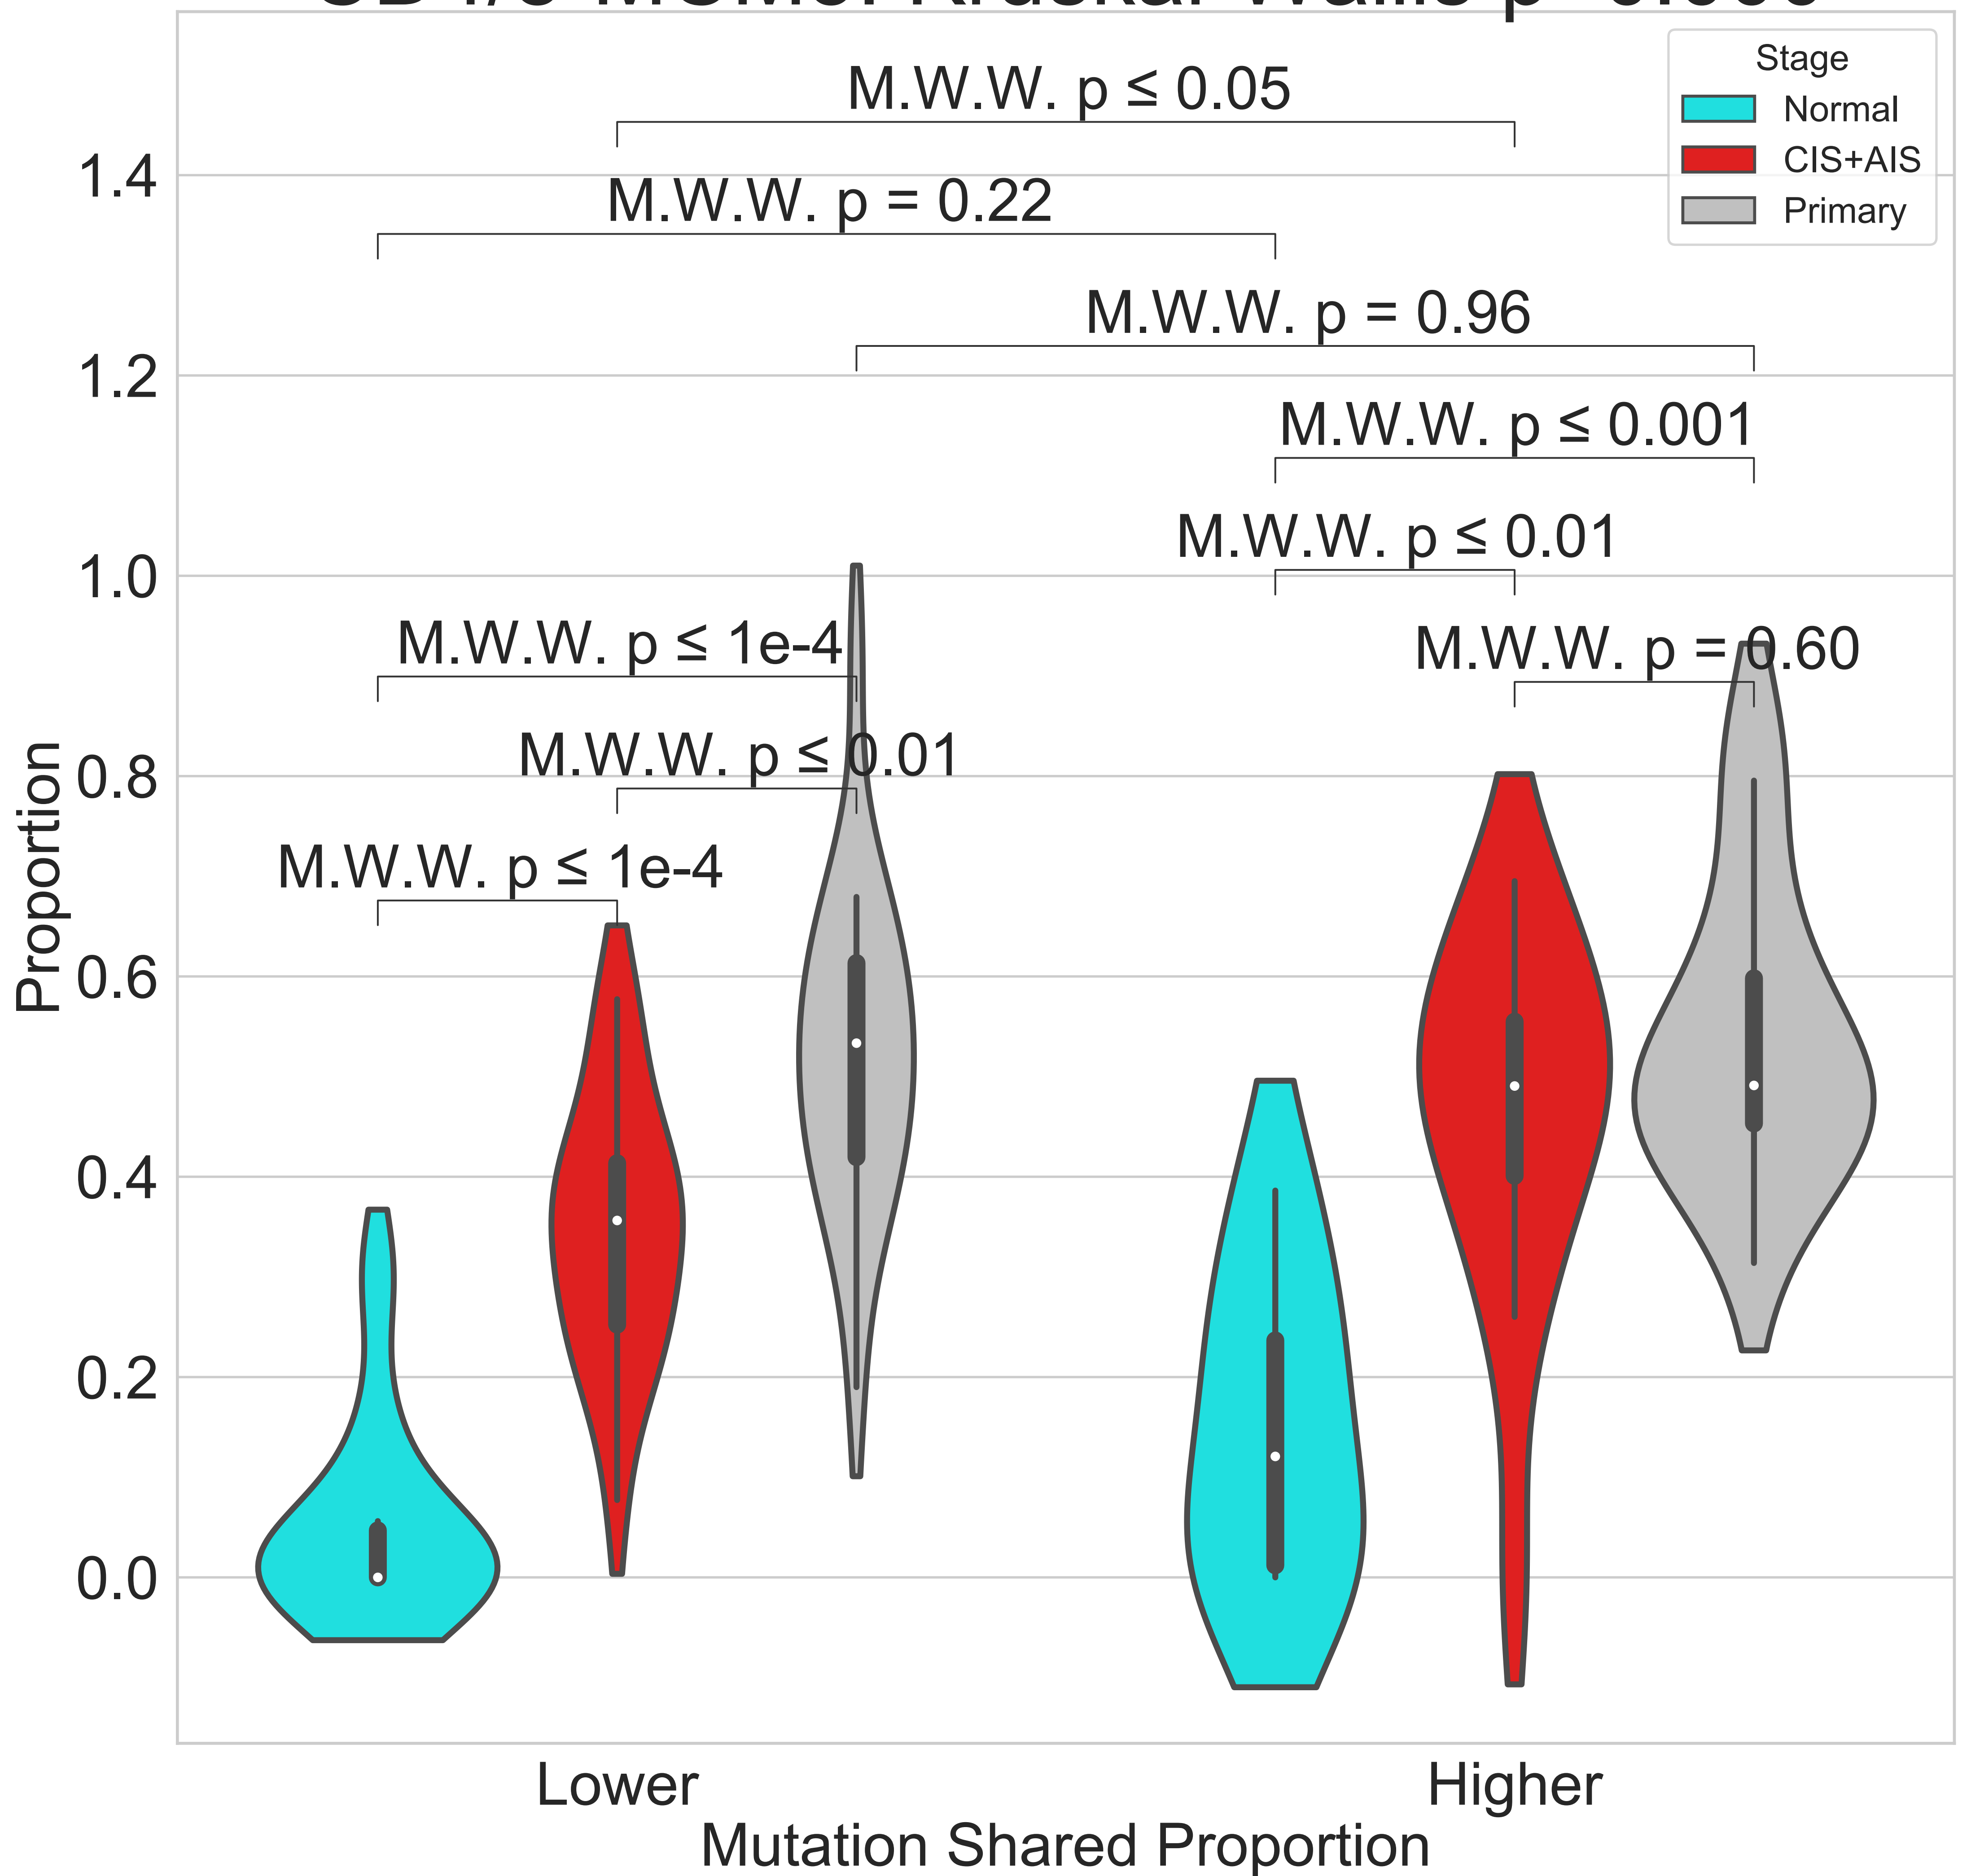 Stage
Normal
CIS+AIS
Primary
M.W.W. p ≤ 0.05
M.W.W. p = 0.22
M.W.W. p = 0.96
M.W.W. p ≤ 0.001
M.W.W. p ≤ 0.01
M.W.W. p = 0.60
M.W.W. p ≤ 1e-4
M.W.W. p ≤ 0.01
M.W.W. p ≤ 1e-4
1.4
1.2
1.0
0.8
0.6
0.4
0.2
0.0
Proportion
Lower
Higher
Mutation Shared Proportion